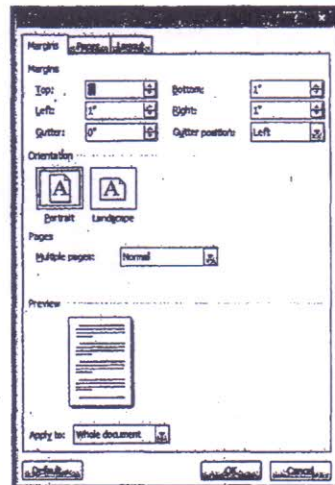 Margins Paper Layout
Margins
Top: Bottom: 1"
Left: 1" Right: 1"
Gutter: 0" Gutter position: Left
Orientation
Portrait Landscape
Pages
Multiple pages: Normal
Preview
Apply to: Whole document
Default... OK Cancel